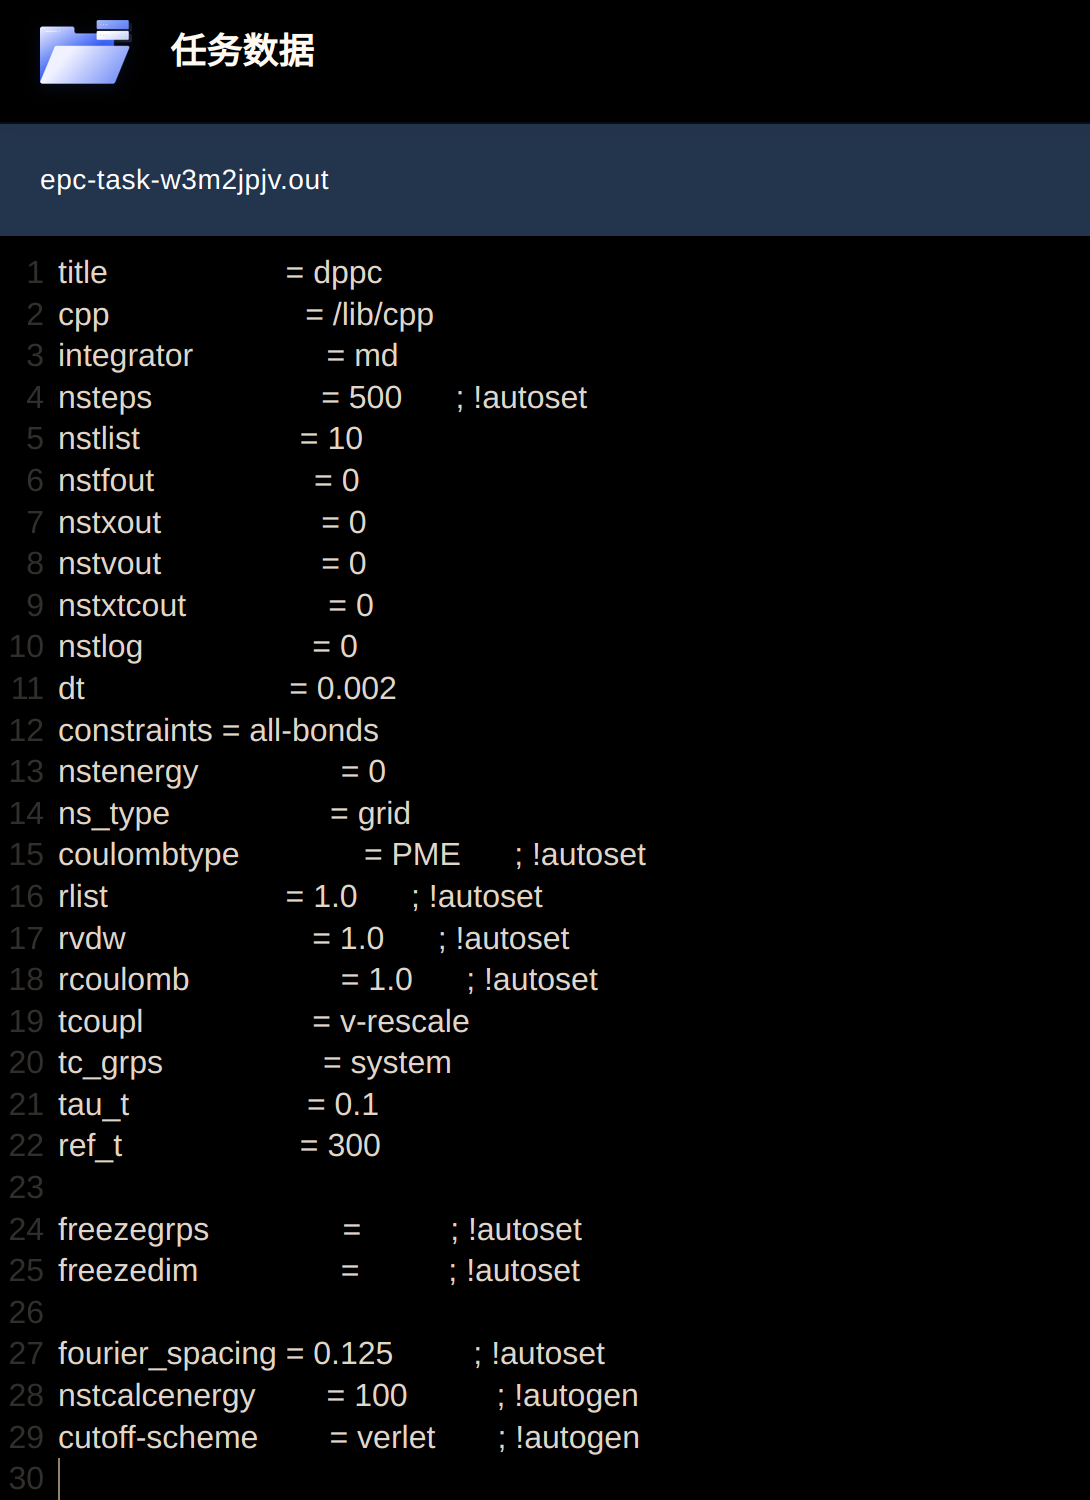 任务数据
epc-task-w3m2jpjv.out
1 title = dppc
2 cpp = /lib/cpp
3 integrator = md
4 nsteps = 500 ; !autoset
5 nstlist = 10
6 nstfout = 0
7 nstxout = 0
8 nstvout = 0
9 nstxtcout = 0
10 nstlog = 0
11 dt = 0.002
12 constraints = all-bonds
13 nstenergy = 0
14 ns_type = grid
15 coulombtype = PME ; !autoset
16 rlist = 1.0 ; !autoset
17 rvdw = 1.0 ; !autoset
18 rcoulomb = 1.0 ; !autoset
19 tcoupl = v-rescale
20 tc_grps = system
21 tau_t = 0.1
22 ref_t = 300
23
24 freezegrps = ; !autoset
25 freezedim = ; !autoset
26
27 fourier_spacing = 0.125 ; !autoset
28 nstcalcenergy = 100 ; !autogen
29 cutoff-scheme = verlet ; !autogen
30